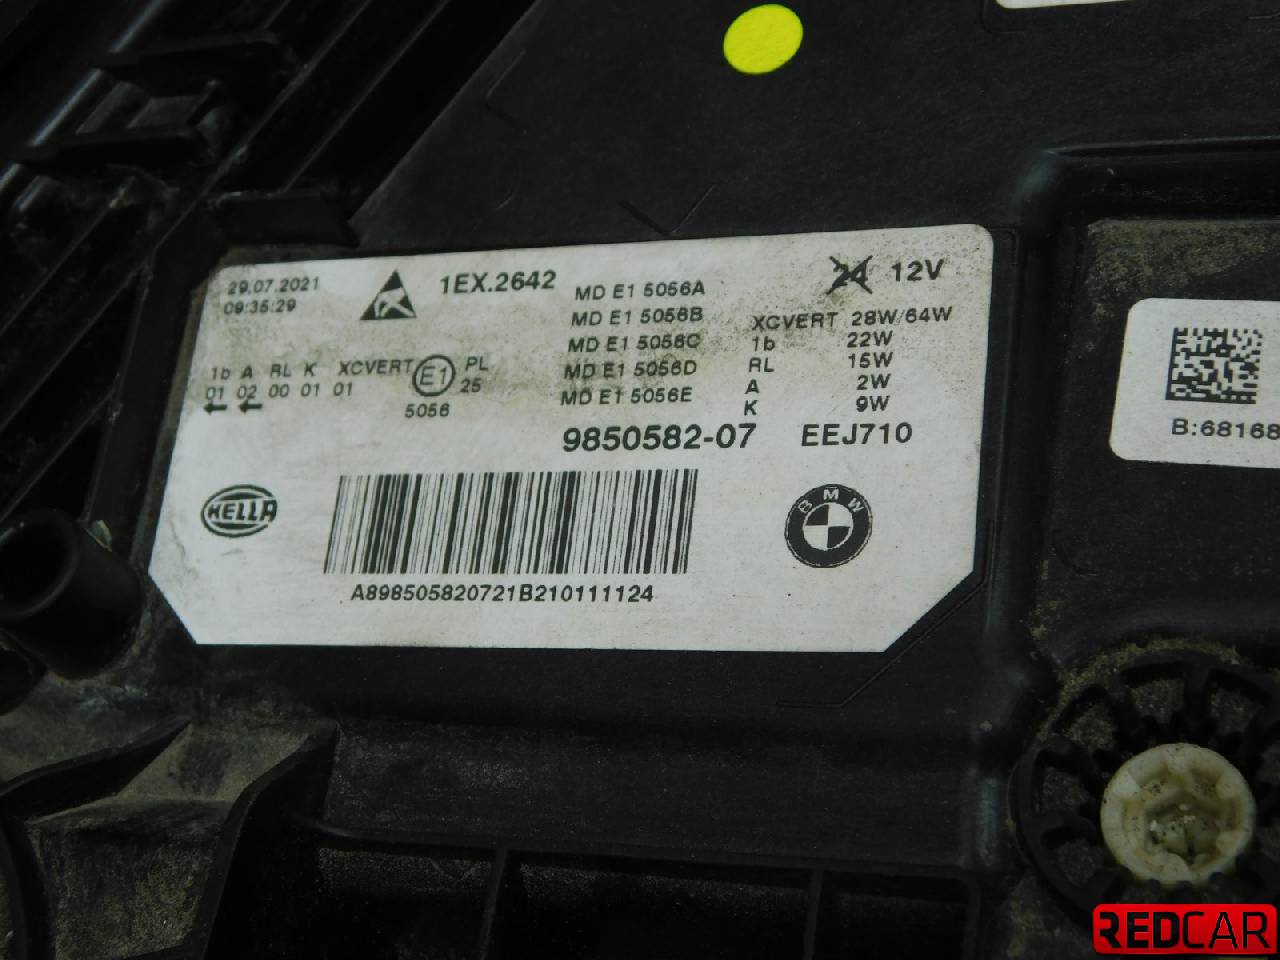 29.07.2021
09:35:29
1EX.2642
MD E1 5056A
MD E1 5056B
MD E1 5056C
MD E1 5056D
MD E1 5056E
24 12V
XCVERT 28W/64W
1b 22W
RL 15W
A 2W
K 9W
1b A RL K XCVERT E1 PL
01 02 00 01 01 25
5056
9850582-07 EEJ710
HELLA
BMW
A898505820721B210111124
B:68168
REDCAR